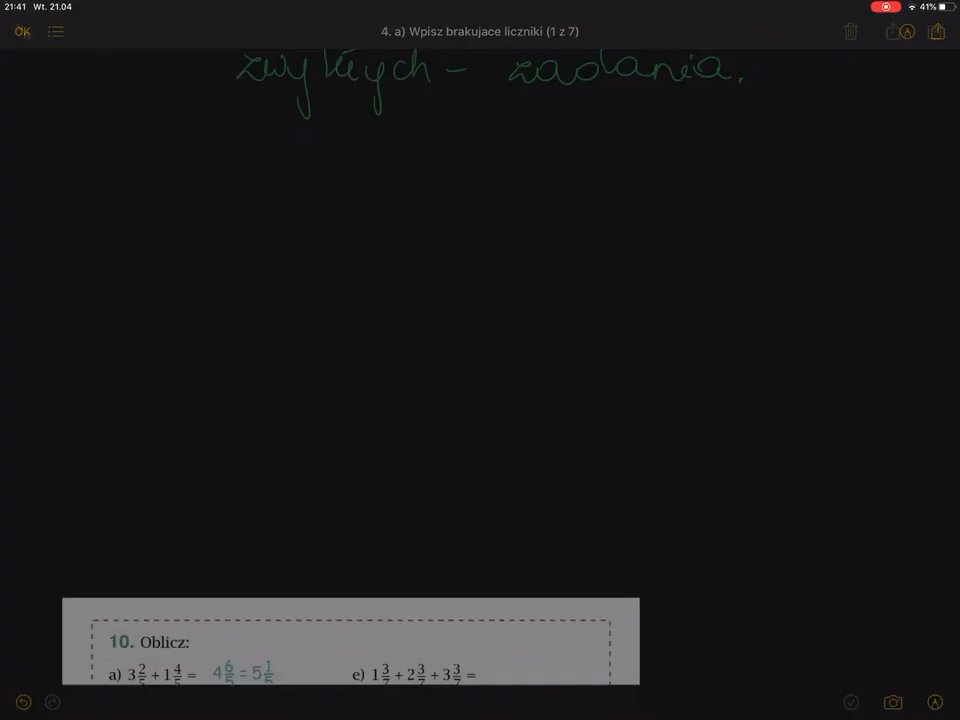 21:41 Wt. 21.04 41%
OK 4. a) Wpisz brakujace liczniki (1 z 7)
zwykłych - zadania.
10. Oblicz:
a) 3 2/5 + 1 4/5 = 4 6/5 = 5 1/5 e) 1 3/7 + 2 3/7 + 3 3/7 =